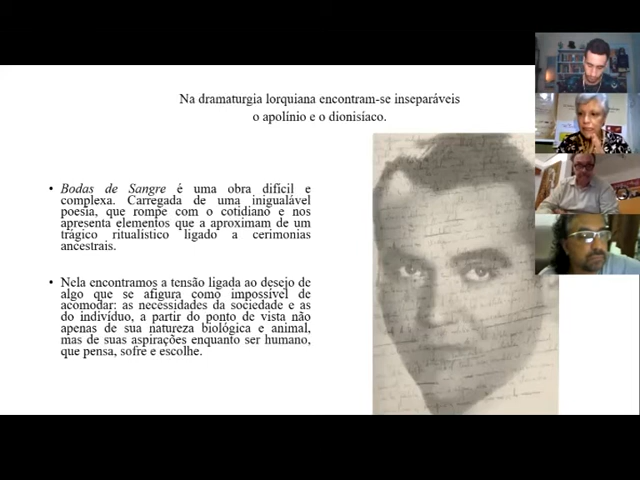 Na dramaturgia lorquiana encontram-se inseparáveis
o apolínio e o dionisíaco.
• Bodas de Sangre é uma obra difícil e
complexa. Carregada de uma inigualável
poesia, que rompe com o cotidiano e nos
apresenta elementos que a aproximam de um
trágico ritualístico ligado a cerimonias
ancestrais.
• Nela encontramos a tensão ligada ao desejo de
algo que se afigura como impossível de
acomodar: as necessidades da sociedade e as
do indivíduo, a partir do ponto de vista não
apenas de sua natureza biológica e animal,
mas de suas aspirações enquanto ser humano,
que pensa, sofre e escolhe.